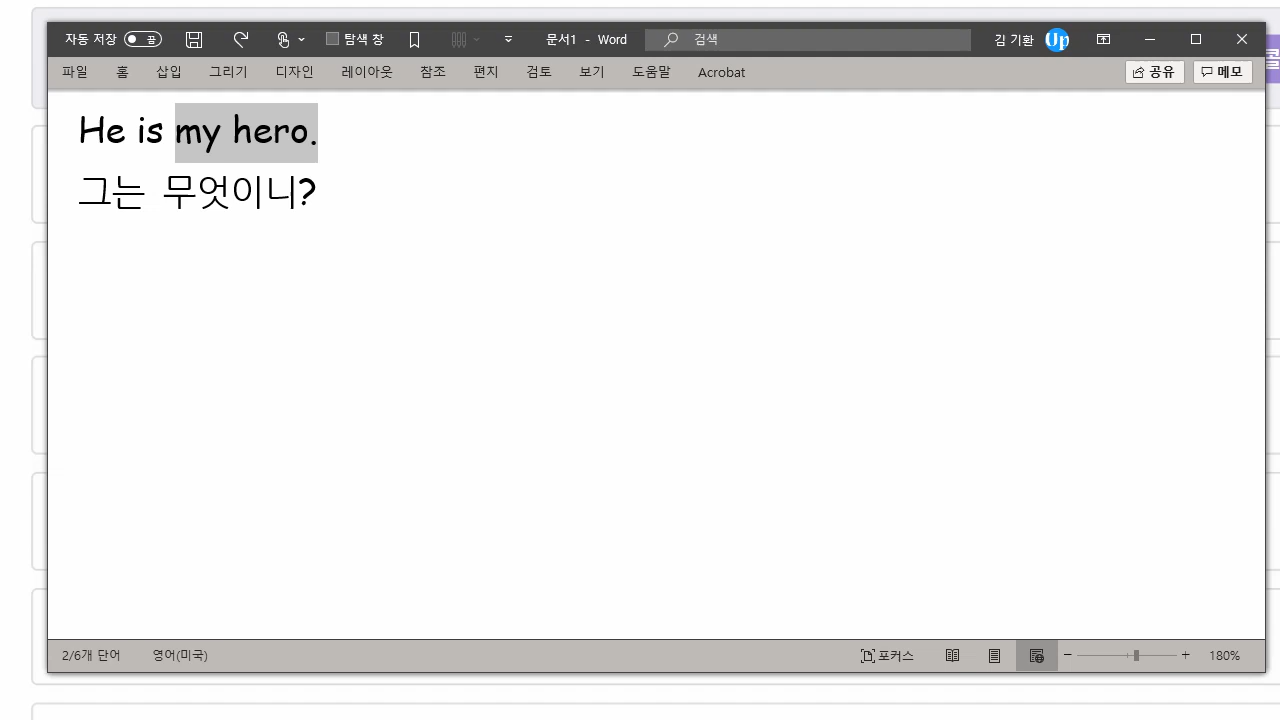 자동 저장 끔 탐색 창 문서1 - Word 검색 김 기환 Up
파일 홈 삽입 그리기 디자인 레이아웃 참조 편지 검토 보기 도움말 Acrobat 공유 메모
He is my hero.
그는 무엇이니?
2/6개 단어 영어(미국) 포커스 180%